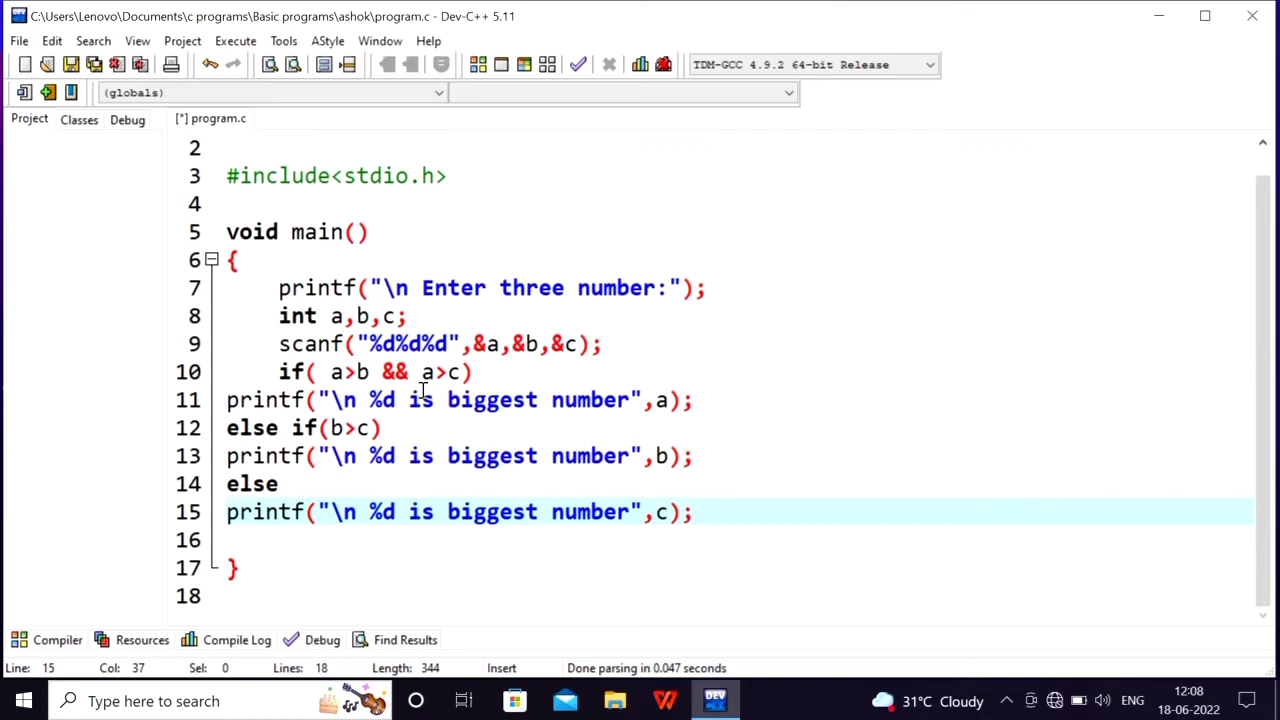 C:\Users\Lenovo\Documents\c programs\Basic programs\ashok\program.c - Dev-C++ 5.11
File Edit Search View Project Execute Tools AStyle Window Help
TDM-GCC 4.9.2 64-bit Release
(globals)
Project Classes Debug [*] program.c
2
3 #include<stdio.h>
4
5 void main()
6 {
7 printf("\n Enter three number:");
8 int a,b,c;
9 scanf("%d%d%d",&a,&b,&c);
10 if( a>b && a>c)
11 printf("\n %d is biggest number",a);
12 else if(b>c)
13 printf("\n %d is biggest number",b);
14 else
15 printf("\n %d is biggest number",c);
16
17 }
18
Compiler Resources Compile Log Debug Find Results
Line: 15 Col: 37 Sel: 0 Lines: 18 Length: 344 Insert Done parsing in 0.047 seconds
Type here to search DEV 31°C Cloudy ENG 12:08
18-06-2022